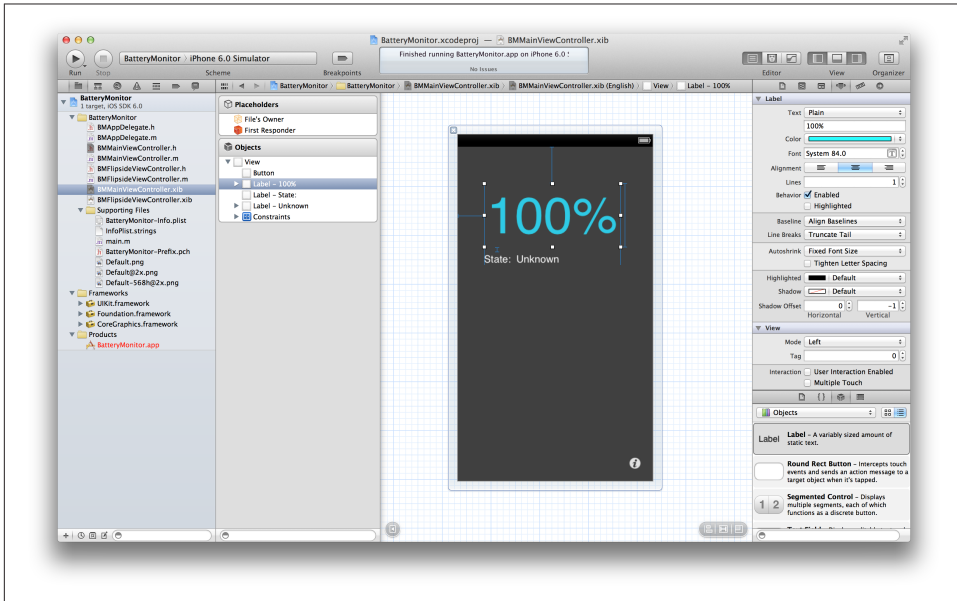 BatteryMonitor.xcodeproj — BMMainViewController.xib
Run
Stop
BatteryMonitor › iPhone 6.0 Simulator
Scheme
Breakpoints
Finished running BatteryMonitor.app on iPhone 6.0
No Issues
Editor
View
Organizer
BatteryMonitor
BatteryMonitor
BMMainViewController.xib
BMMainViewController.xib (English)
View
Label – 100%
BatteryMonitor
1 target, iOS SDK 6.0
BatteryMonitor
BMAppDelegate.h
BMAppDelegate.m
BMMainViewController.h
BMMainViewController.m
BMFlipsideViewController.h
BMFlipsideViewController.m
BMMainViewController.xib
BMFlipsideViewController.xib
Supporting Files
BatteryMonitor-Info.plist
InfoPlist.strings
main.m
BatteryMonitor-Prefix.pch
Default.png
Default@2x.png
Default-568h@2x.png
Frameworks
UIKit.framework
Foundation.framework
CoreGraphics.framework
Products
BatteryMonitor.app
Placeholders
File's Owner
First Responder
Objects
View
Button
Label – 100%
Label – State:
Label – Unknown
Constraints
100%
State: Unknown
Label
Text Plain
100%
Color
Font System 84.0
Alignment
Lines 1
Behavior Enabled
Highlighted
Baseline Align Baselines
Line Breaks Truncate Tail
Autoshrink Fixed Font Size
Tighten Letter Spacing
Highlighted Default
Shadow Default
Shadow Offset 0 -1
Horizontal Vertical
View
Mode Left
Tag 0
Interaction User Interaction Enabled
Multiple Touch
Objects
Label
Label – A variably sized amount of
static text.
Round Rect Button – Intercepts touch
events and sends an action message to a
target object when it's tapped.
1 2
Segmented Control – Displays
multiple segments, each of which
functions as a discrete button.